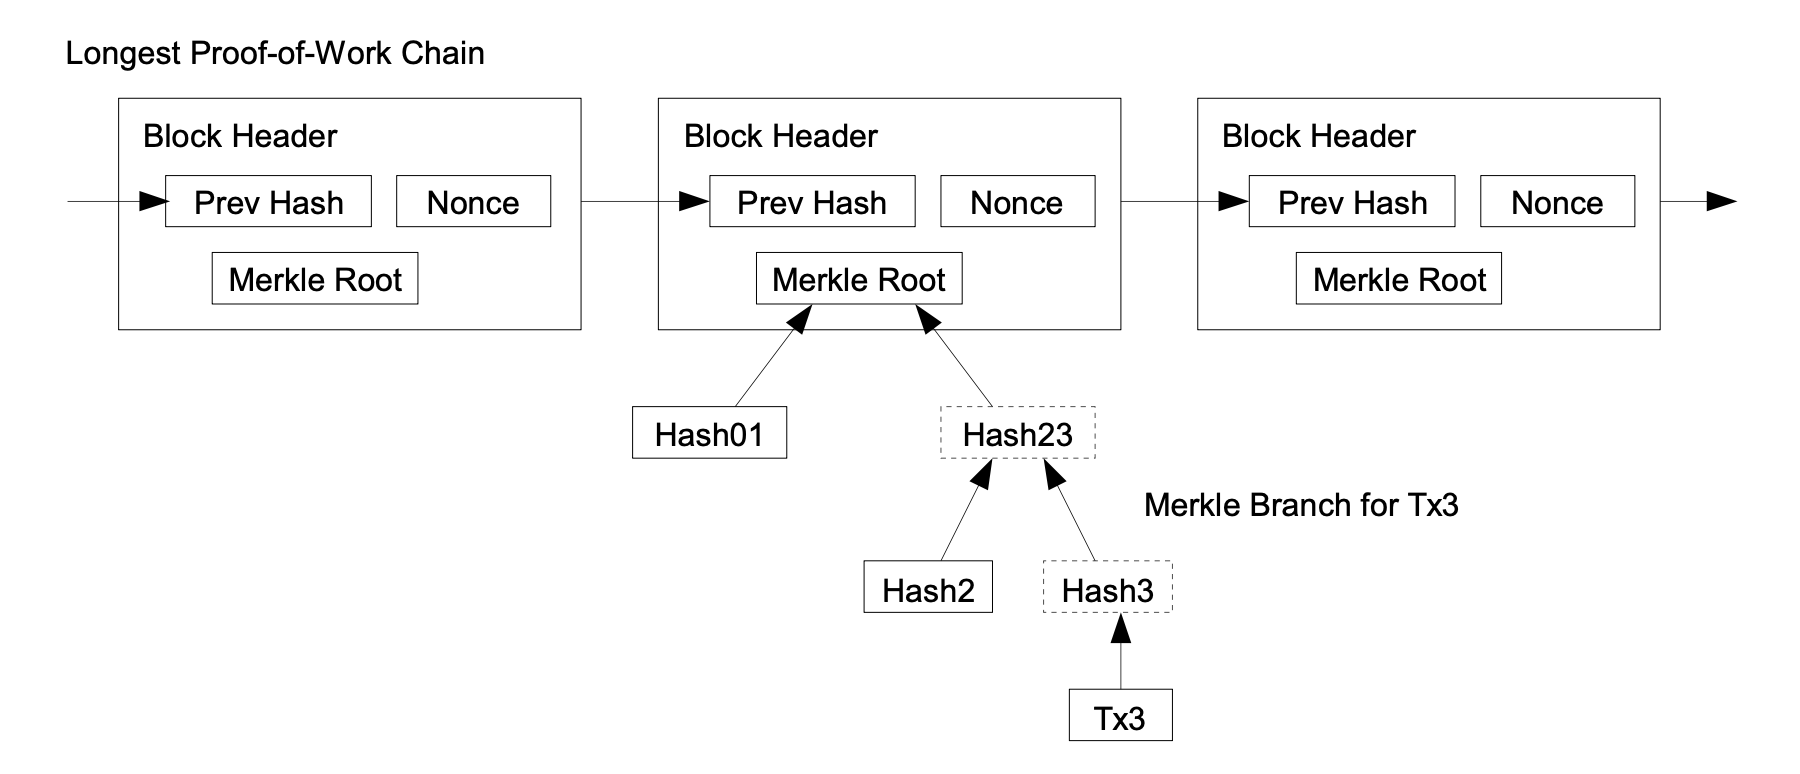 Longest Proof-of-Work Chain
Block Header
Prev Hash
Nonce
Merkle Root
Block Header
Prev Hash
Nonce
Merkle Root
Block Header
Prev Hash
Nonce
Merkle Root
Hash01
Hash23
Merkle Branch for Tx3
Hash2
Hash3
Tx3